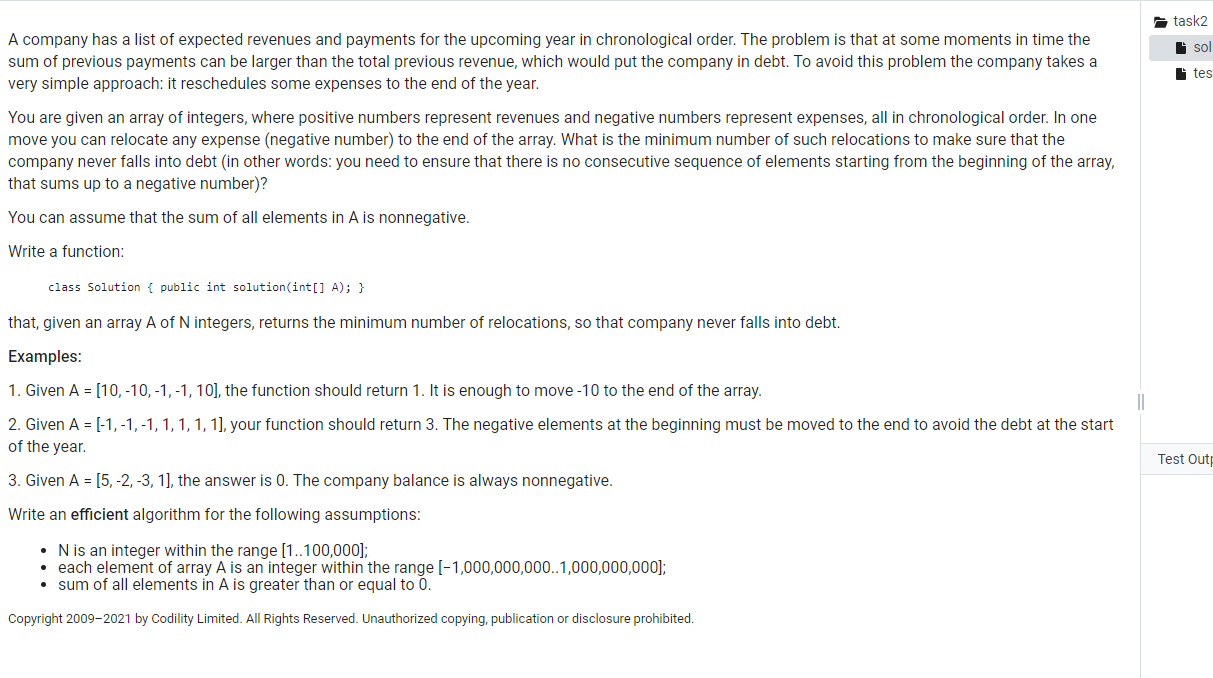 task2
A company has a list of expected revenues and payments for the upcoming year in chronological order. The problem is that at some moments in time the
sum of previous payments can be larger than the total previous revenue, which would put the company in debt. To avoid this problem the company takes a
very simple approach: it reschedules some expenses to the end of the year.
You are given an array of integers, where positive numbers represent revenues and negative numbers represent expenses, all in chronological order. In one
move you can relocate any expense (negative number) to the end of the array. What is the minimum number of such relocations to make sure that the
company never falls into debt (in other words: you need to ensure that there is no consecutive sequence of elements starting from the beginning of the array,
that sums up to a negative number)?
You can assume that the sum of all elements in A is nonnegative.
Write a function:
class Solution { public int solution(int[] A); }
that, given an array A of N integers, returns the minimum number of relocations, so that company never falls into debt.
Examples:
1. Given A = [10, -10, -1, -1, 10], the function should return 1. It is enough to move -10 to the end of the array.
2. Given A = [-1, -1, -1, 1, 1, 1, 1], your function should return 3. The negative elements at the beginning must be moved to the end to avoid the debt at the start
of the year.
3. Given A = [5, -2, -3, 1], the answer is 0. The company balance is always nonnegative.
Write an efficient algorithm for the following assumptions:
• N is an integer within the range [1..100,000];
• each element of array A is an integer within the range [−1,000,000,000..1,000,000,000];
• sum of all elements in A is greater than or equal to 0.
Copyright 2009–2021 by Codility Limited. All Rights Reserved. Unauthorized copying, publication or disclosure prohibited.
sol
tes
Test Outp